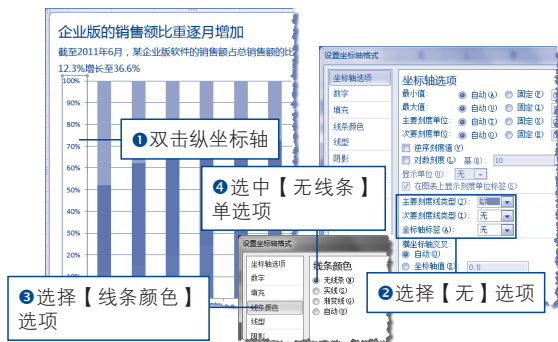 企业版的销售额比重逐月增加
截至2011年6月，某企业版软件的销售额占总销售额的比
12.3%增长至36.6%
100%
90%
80%
70%
60%
50%
40%
30%
20%
10%
❶双击纵坐标轴
❹选中【无线条】
单选项
❸选择【线条颜色】
选项
❷选择【无】选项
设置坐标轴格式
坐标轴选项
数字
填充
线条颜色
线型
阴影
坐标轴选项
最小值: 自动(A) 固定(F)
最大值: 自动(U) 固定(I)
主要刻度单位: 自动(T) 固定(X)
次要刻度单位: 自动(O) 固定(E)
逆序刻度值(V)
对数刻度(L) 基(B): 10
显示单位(U): 无
在图表上显示刻度单位标签(S)
主要刻度线类型(J): 无
次要刻度线类型(I): 无
坐标轴标签(A): 无
横坐标轴交叉:
自动(O)
坐标轴值(E): 0.0
设置坐标轴格式
坐标轴选项
数字
填充
线条颜色
线型
阴影
线条颜色
无线条(N)
实线(S)
渐变线(G)
自动(U)